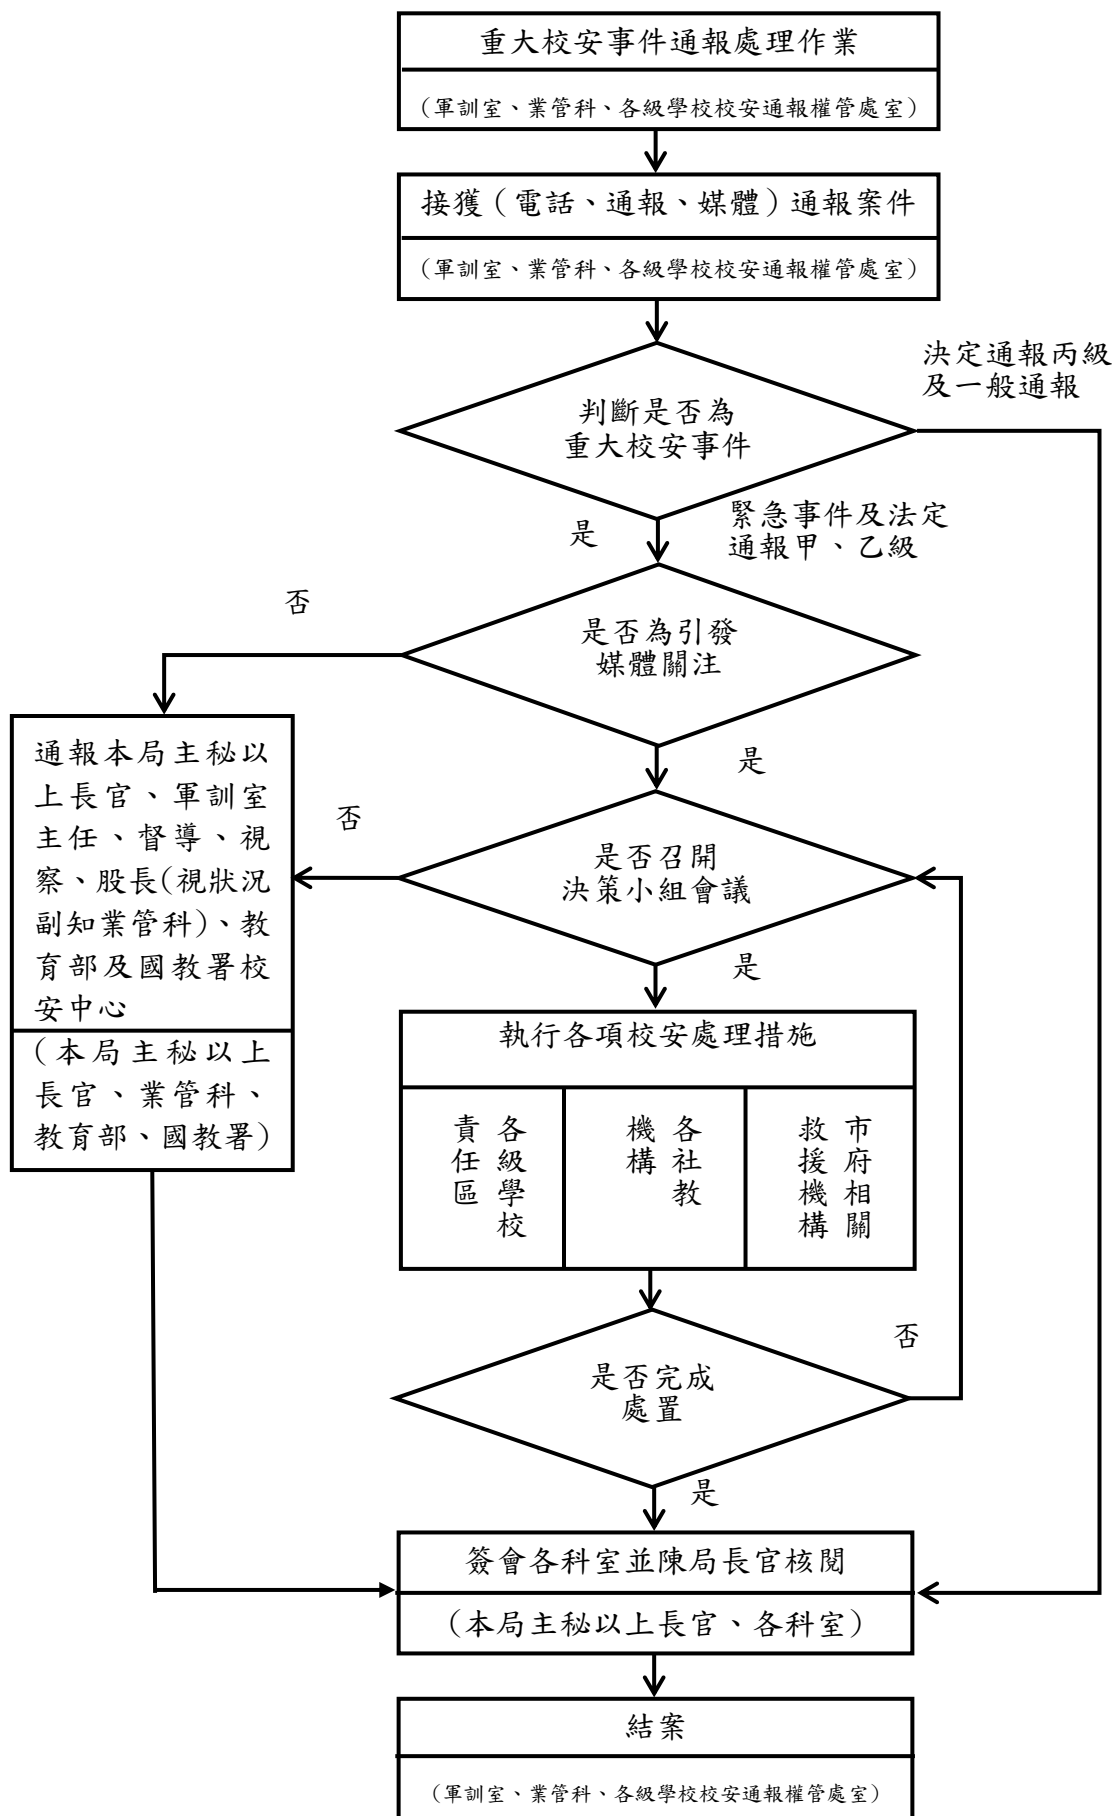 重大校安事件通報處理作業
（軍訓室、業管科、各級學校校安通報權管處室）
接獲（電話、通報、媒體）通報案件
（軍訓室、業管科、各級學校校安通報權管處室）
決定通報丙級
及一般通報
判斷是否為
重大校安事件
是
緊急事件及法定
通報甲、乙級
否
是否為引發
媒體關注
是
通報本局主秘以
上長官、軍訓室
主任、督導、視
察、股長(視狀況
副知業管科)、教
育部及國教署校
安中心
（本局主秘以上
長官、業管科、
教育部、國教署）
否
是否召開
決策小組會議
是
執行各項校安處理措施
各級學校
責任區
各社教
機構
市府相關
救援機構
否
是否完成
處置
是
簽會各科室並陳局長官核閱
（本局主秘以上長官、各科室）
結案
（軍訓室、業管科、各級學校校安通報權管處室）